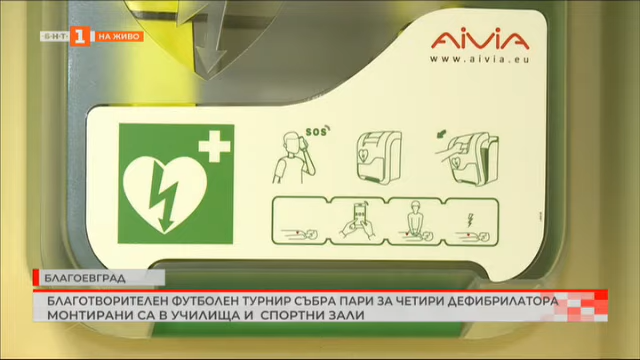 БНТ 1 НА ЖИВО
AiViA
www.aivia.eu
SOS
БЛАГОЕВГРАД
БЛАГОТВОРИТЕЛЕН ФУТБОЛЕН ТУРНИР СЪБРА ПАРИ ЗА ЧЕТИРИ ДЕФИБРИЛАТОРА
МОНТИРАНИ СА В УЧИЛИЩА И СПОРТНИ ЗАЛИ